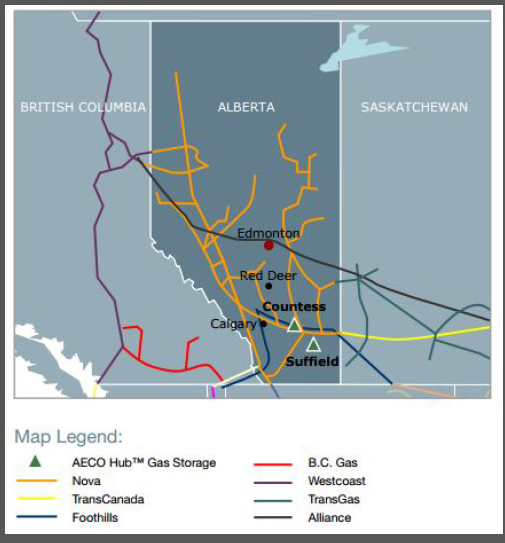 BRITISH COLUMBIA ALBERTA SASKATCHEWAN
Edmonton
Red Deer
Countess
Calgary
Suffield
Map Legend:
AECO Hub™ Gas Storage B.C. Gas
Nova Westcoast
TransCanada TransGas
Foothills Alliance